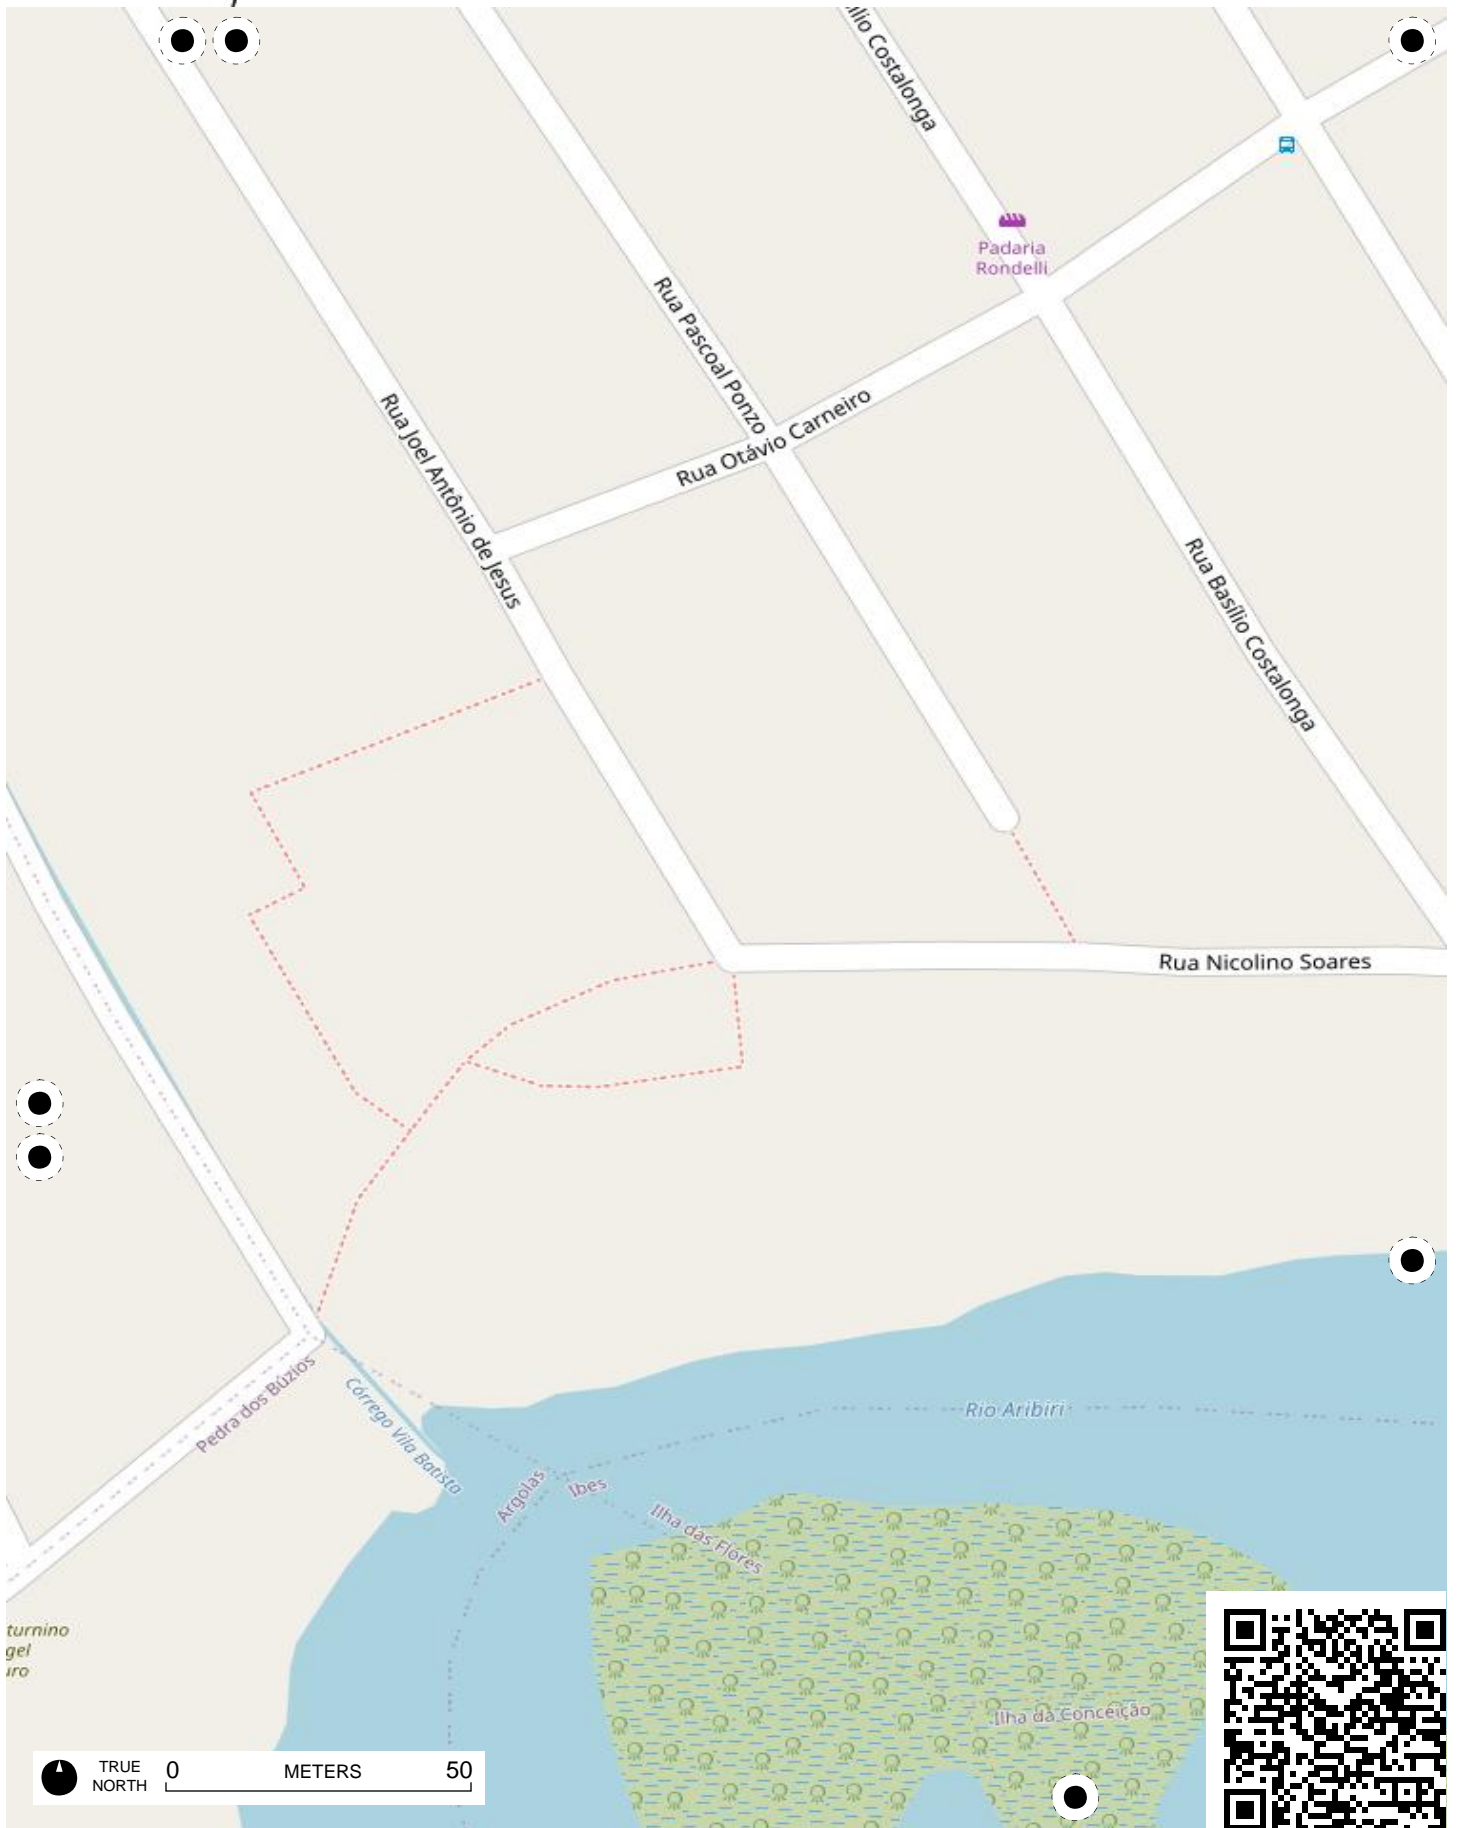 ílio Costalonga
Padaria
Rondelli
Rua Pascoal Ponzo
Rua Otávio Carneiro
Rua Joel Antônio de Jesus
Rua Basílio Costalonga
Rua Nicolino Soares
Pedra dos Búzios
Córrego Vila Batista
Rio Aribiri
Argolas
Ibes
Ilha das Flores
turnino
gel
uro
Ilha da Conceição
TRUE
NORTH
0 METERS 50